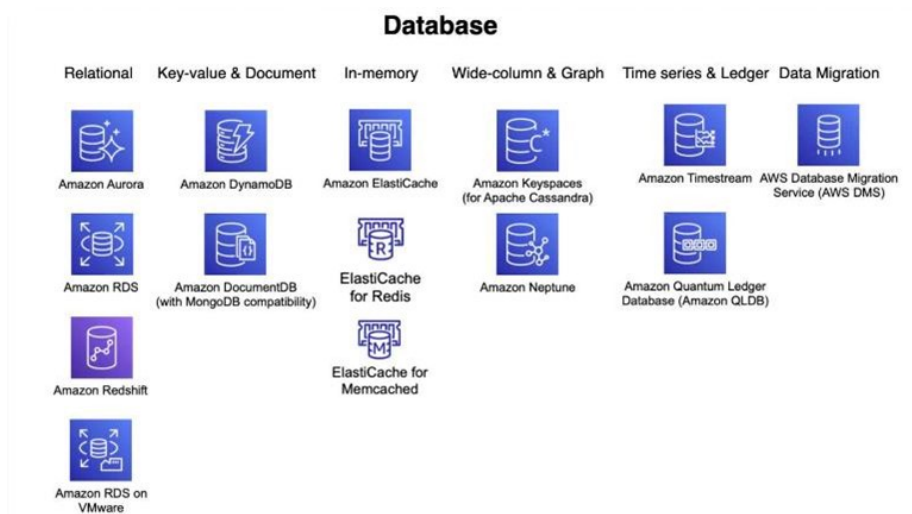 Database
Relational
Key-value & Document
In-memory
Wide-column & Graph
Time series & Ledger
Data Migration
Amazon Aurora
Amazon DynamoDB
Amazon ElastiCache
Amazon Keyspaces
(for Apache Cassandra)
Amazon Timestream
AWS Database Migration
Service (AWS DMS)
C
Amazon RDS
Amazon DocumentDB
(with MongoDB compatibility)
{}
R
ElastiCache
for Redis
Amazon Neptune
Amazon Quantum Ledger
Database (Amazon QLDB)
Amazon Redshift
M
ElastiCache for
Memcached
Amazon RDS on
VMware